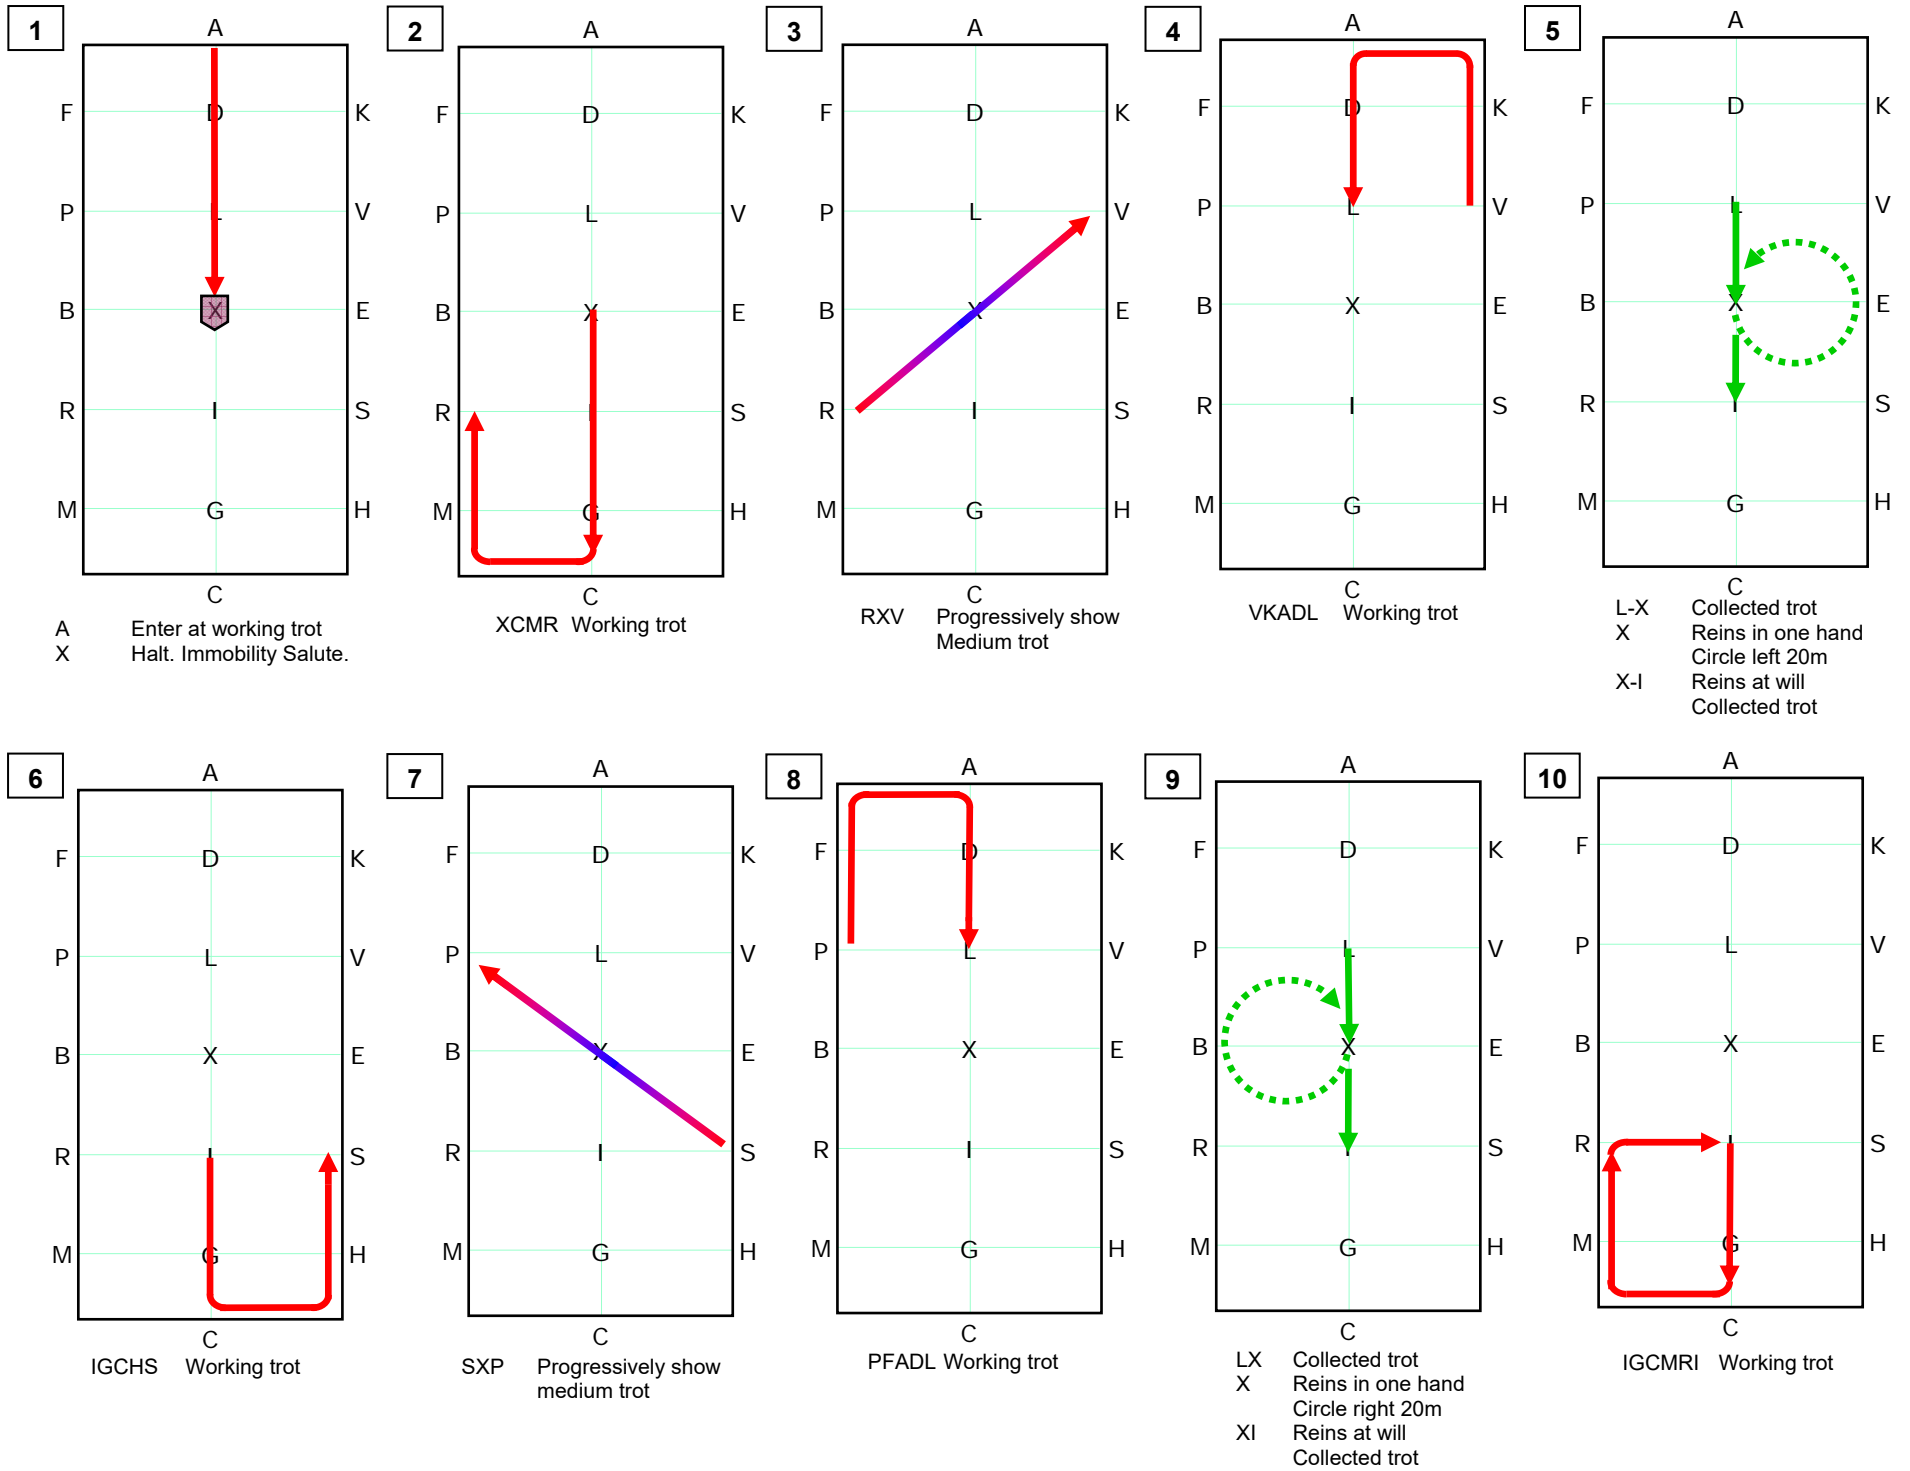 1
A
F D K
P L V
B X E
R I S
M G H
C
A Enter at working trot
X Halt. Immobility Salute.
2
A
F D K
P L V
B X E
R I S
M G H
C
XCMR Working trot
3
A
F D K
P L V
B X E
R I S
M G H
C
RXV Progressively show
Medium trot
4
A
F D K
P L V
B X E
R I S
M G H
C
VKADL Working trot
5
A
F D K
P L V
B X E
R I S
M G H
C
L-X Collected trot
X Reins in one hand
Circle left 20m
X-I Reins at will
Collected trot
6
A
F D K
P L V
B X E
R I S
M G H
C
IGCHS Working trot
7
A
F D K
P L V
B X E
R I S
M G H
C
SXP Progressively show
medium trot
8
A
F D K
P L V
B X E
R I S
M G H
C
PFADL Working trot
9
A
F D K
P L V
B X E
R I S
M G H
C
LX Collected trot
X Reins in one hand
Circle right 20m
XI Reins at will
Collected trot
10
A
F D K
P L V
B X E
R I S
M G H
C
IGCMRI Working trot